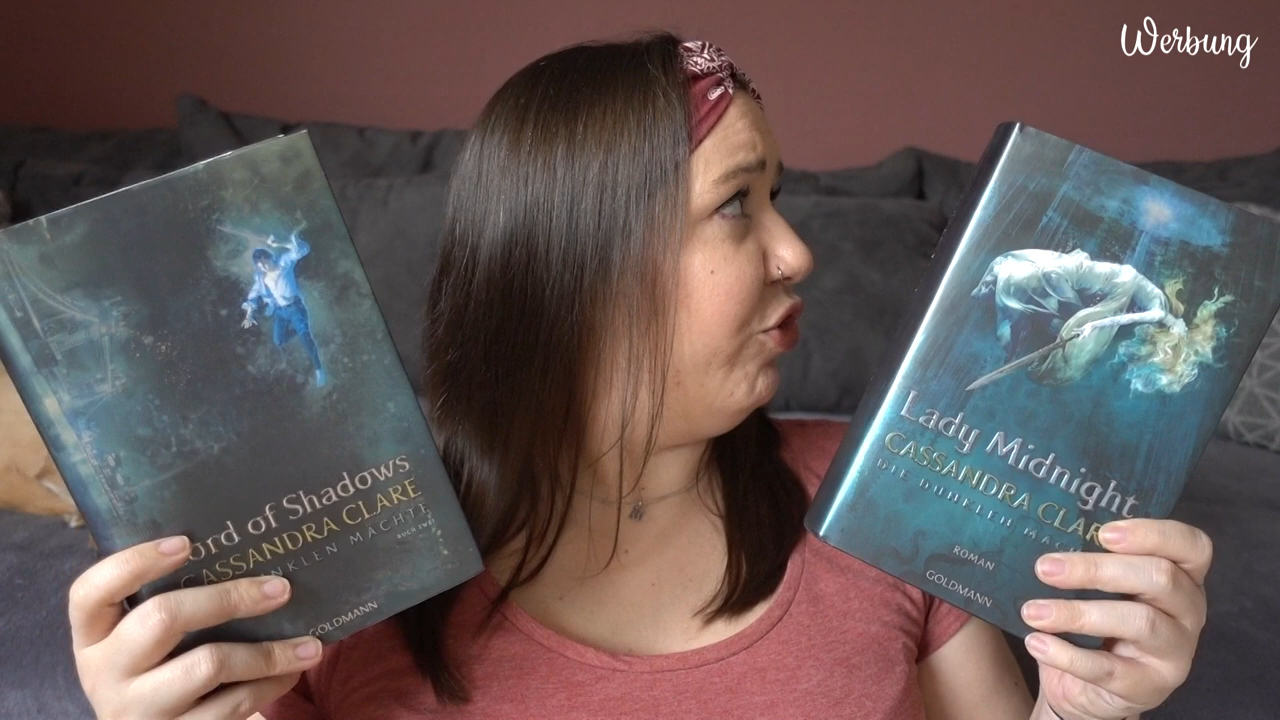 Werbung
ord of Shadows
CASSANDRA CLARE
NKLEN MÄCHTE
BUCH ZWEI
GOLDMANN
Lady Midnight
CASSANDRA CLAR
DIE DUNKLEN MÄCH
ROMAN
GOLDMANN